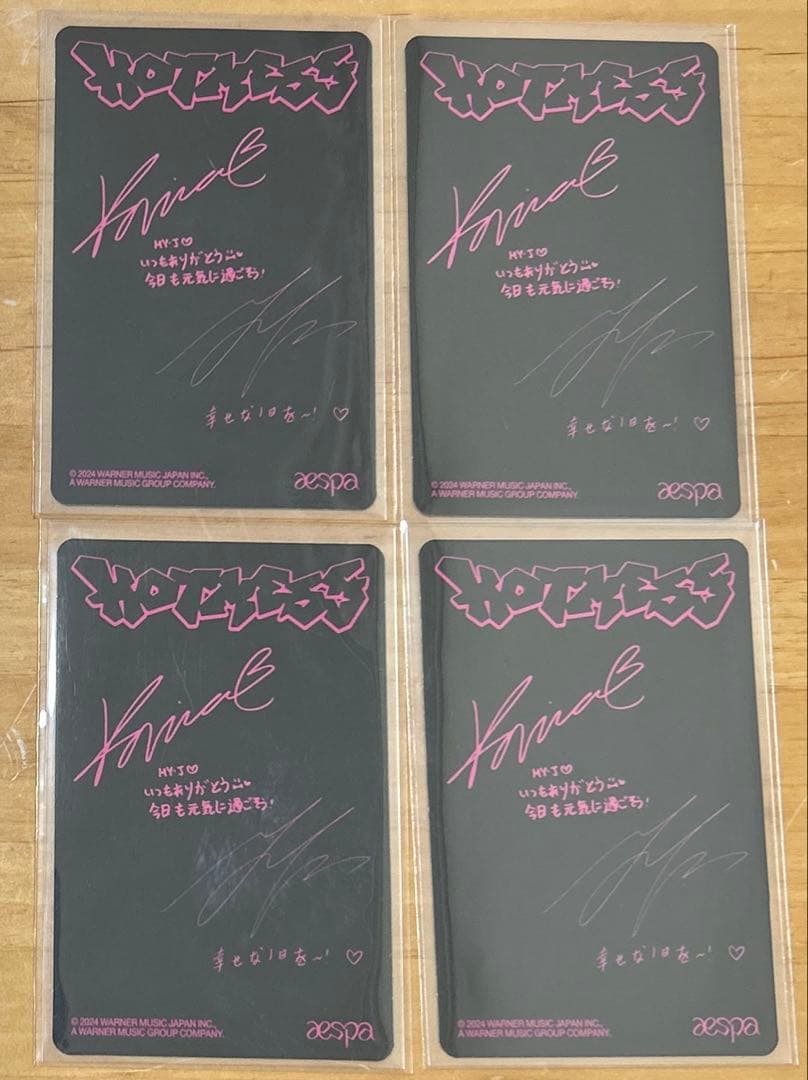 HOT MESS
Karina
MY-J♡
いつもありがとう
今日も元気に過ごそう!
幸せな1日を〜!♡
© 2024 WARNER MUSIC JAPAN INC.,
A WARNER MUSIC GROUP COMPANY.
aespa
HOT MESS
Karina
MY-J♡
いつもありがとう
今日も元気に過ごそう!
幸せな1日を〜!♡
© 2024 WARNER MUSIC JAPAN INC.,
A WARNER MUSIC GROUP COMPANY.
aespa
HOT MESS
Karina
MY-J♡
いつもありがとう
今日も元気に過ごそう!
幸せな1日を〜!♡
© 2024 WARNER MUSIC JAPAN INC.,
A WARNER MUSIC GROUP COMPANY.
aespa
HOT MESS
Karina
MY-J♡
いつもありがとう
今日も元気に過ごそう!
幸せな1日を〜!♡
© 2024 WARNER MUSIC JAPAN INC.,
A WARNER MUSIC GROUP COMPANY.
aespa